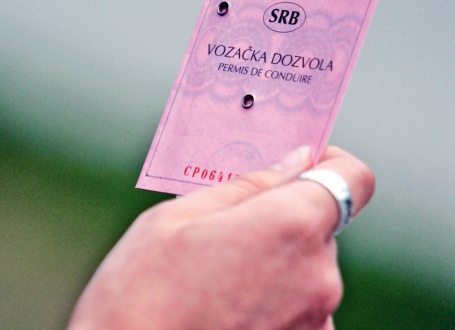 SRB
VOZAČKA DOZVOLA
PERMIS DE CONDUIRE